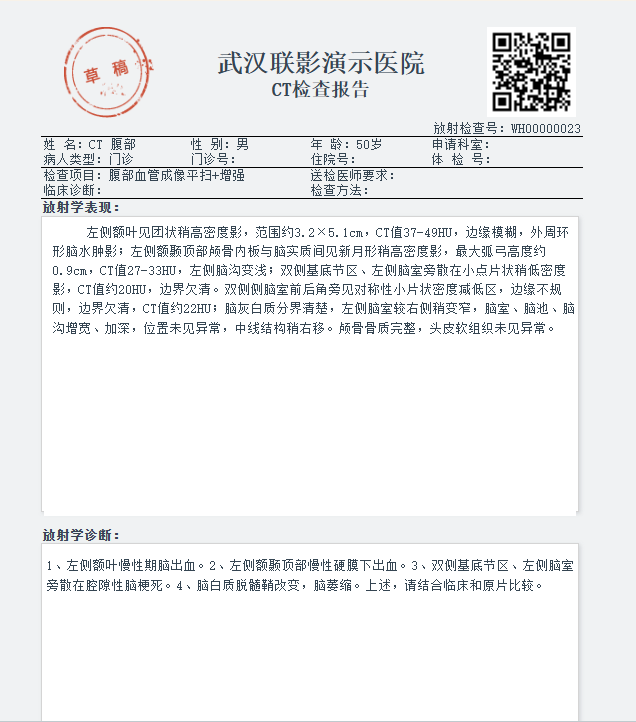 草稿
武汉联影演示医院
CT检查报告
放射检查号：WH00000023
姓 名：CT 腹部 性 别：男 年 龄：50岁 申请科室：
病人类型：门诊 门诊号： 住院号： 体 检 号：
检查项目：腹部血管成像平扫+增强 送检医师要求：
临床诊断： 检查方法：
放射学表现：
左侧额叶见团状稍高密度影，范围约3.2×5.1cm，CT值37-49HU，边缘模糊，外周环
形脑水肿影；左侧额颞顶部颅骨内板与脑实质间见新月形稍高密度影，最大弧弓高度约
0.9cm，CT值27-33HU，左侧脑沟变浅；双侧基底节区、左侧脑室旁散在小点片状稍低密度
影，CT值约20HU，边界欠清。双侧侧脑室前后角旁见对称性小片状密度减低区，边缘不规
则，边界欠清，CT值约22HU；脑灰白质分界清楚，左侧脑室较右侧稍变窄，脑室、脑池、脑
沟增宽、加深，位置未见异常，中线结构稍右移。颅骨骨质完整，头皮软组织未见异常。
放射学诊断：
1、左侧额叶慢性期脑出血。2、左侧额颞顶部慢性硬膜下出血。3、双侧基底节区、左侧脑室
旁散在腔隙性脑梗死。4、脑白质脱髓鞘改变，脑萎缩。上述，请结合临床和原片比较。